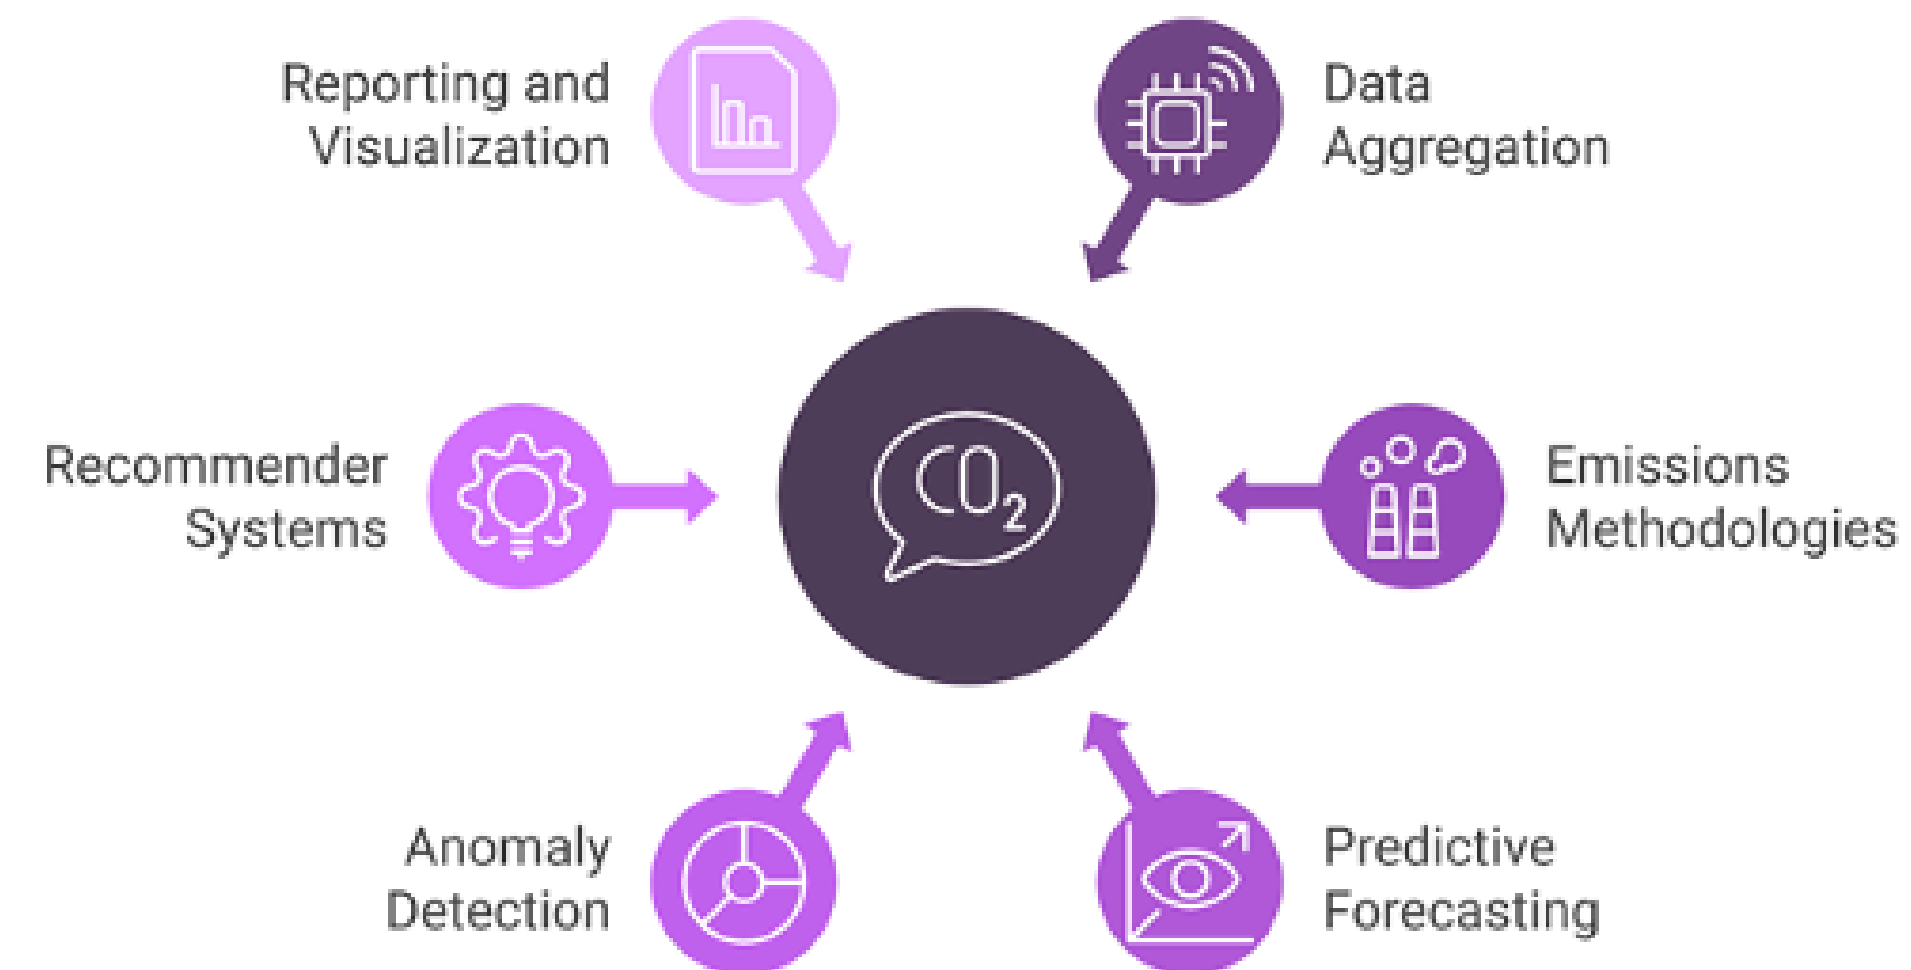 Reporting and
Visualization
Data
Aggregation
Recommender
Systems
CO₂
Emissions
Methodologies
Anomaly
Detection
Predictive
Forecasting